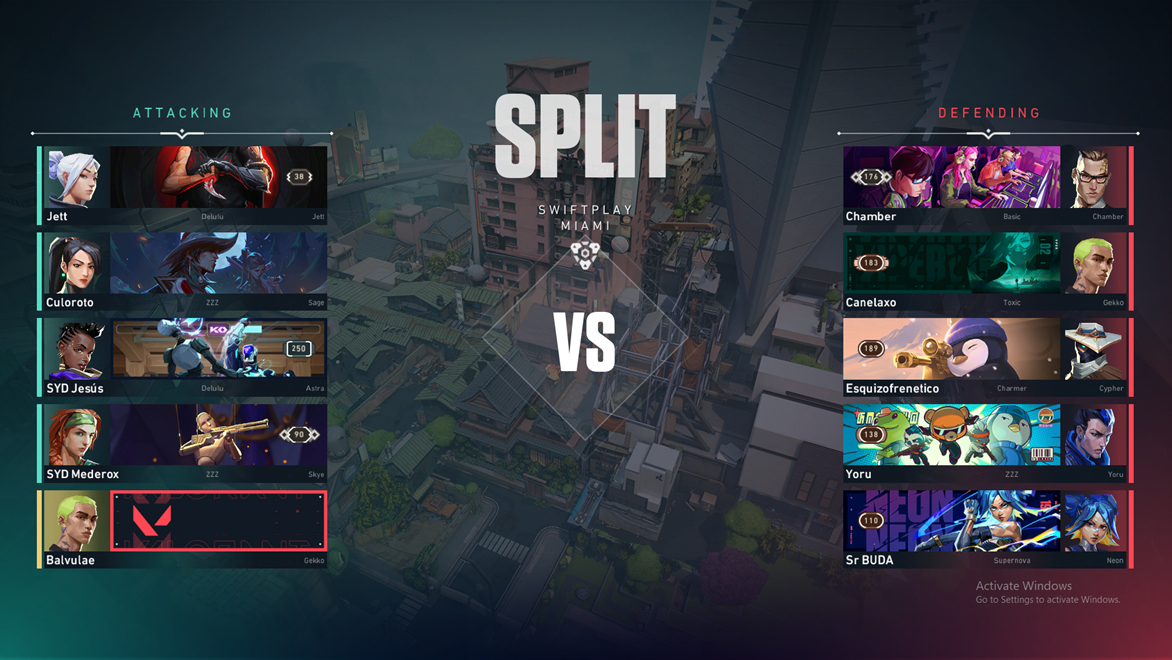 ATTACKING
38
Jett
Delulu
Jett
Culoroto
ZZZ
Sage
KO
250
SYD Jesús
Delulu
Astra
90
SYD Mederox
ZZZ
Skye
Balvulae
Gekko
SPLIT
SWIFTPLAY
MIAMI
VS
DEFENDING
176
Chamber
Basic
Chamber
183
Canelaxo
Toxic
Gekko
189
Esquizofrenetico
Charmer
Cypher
138
Yoru
ZZZ
Yoru
NEON
110
Sr BUDA
Supernova
Neon
Activate Windows
Go to Settings to activate Windows.